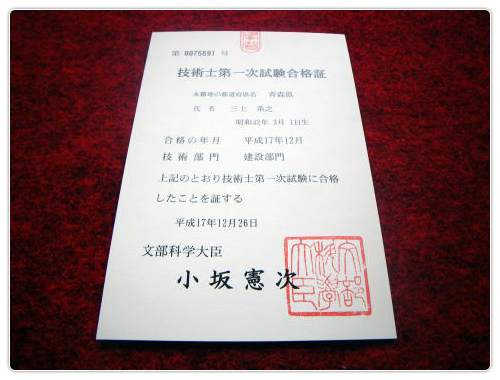 第 0075691 号
技術士第一次試験合格証
本籍地の都道府県名 青森県
氏名 三上 系之
昭和42年 3月 1日生
合格の年月 平成17年12月
技術部門 建設部門
上記のとおり技術士第一次試験に合格
したことを証する
平成17年12月26日
文部科学大臣
小坂憲次